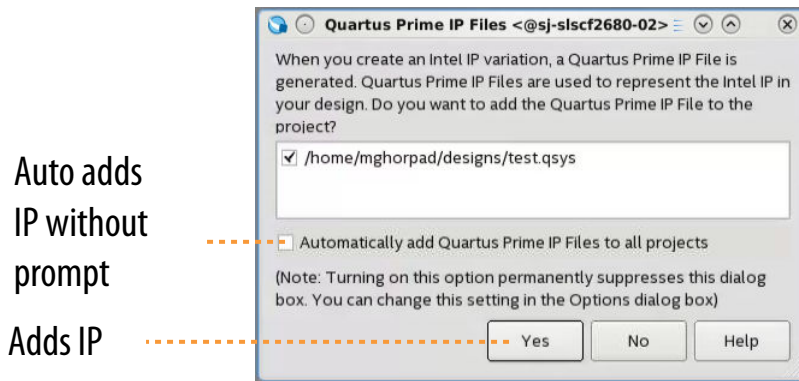 Quartus Prime IP Files <@sj-slscf2680-02>
When you create an Intel IP variation, a Quartus Prime IP File is
generated. Quartus Prime IP Files are used to represent the Intel IP in
your design. Do you want to add the Quartus Prime IP File to the
project?
/home/mghorpad/designs/test.qsys
Auto adds
IP without
prompt
Automatically add Quartus Prime IP Files to all projects
(Note: Turning on this option permanently suppresses this dialog
box. You can change this setting in the Options dialog box)
Adds IP
Yes No Help